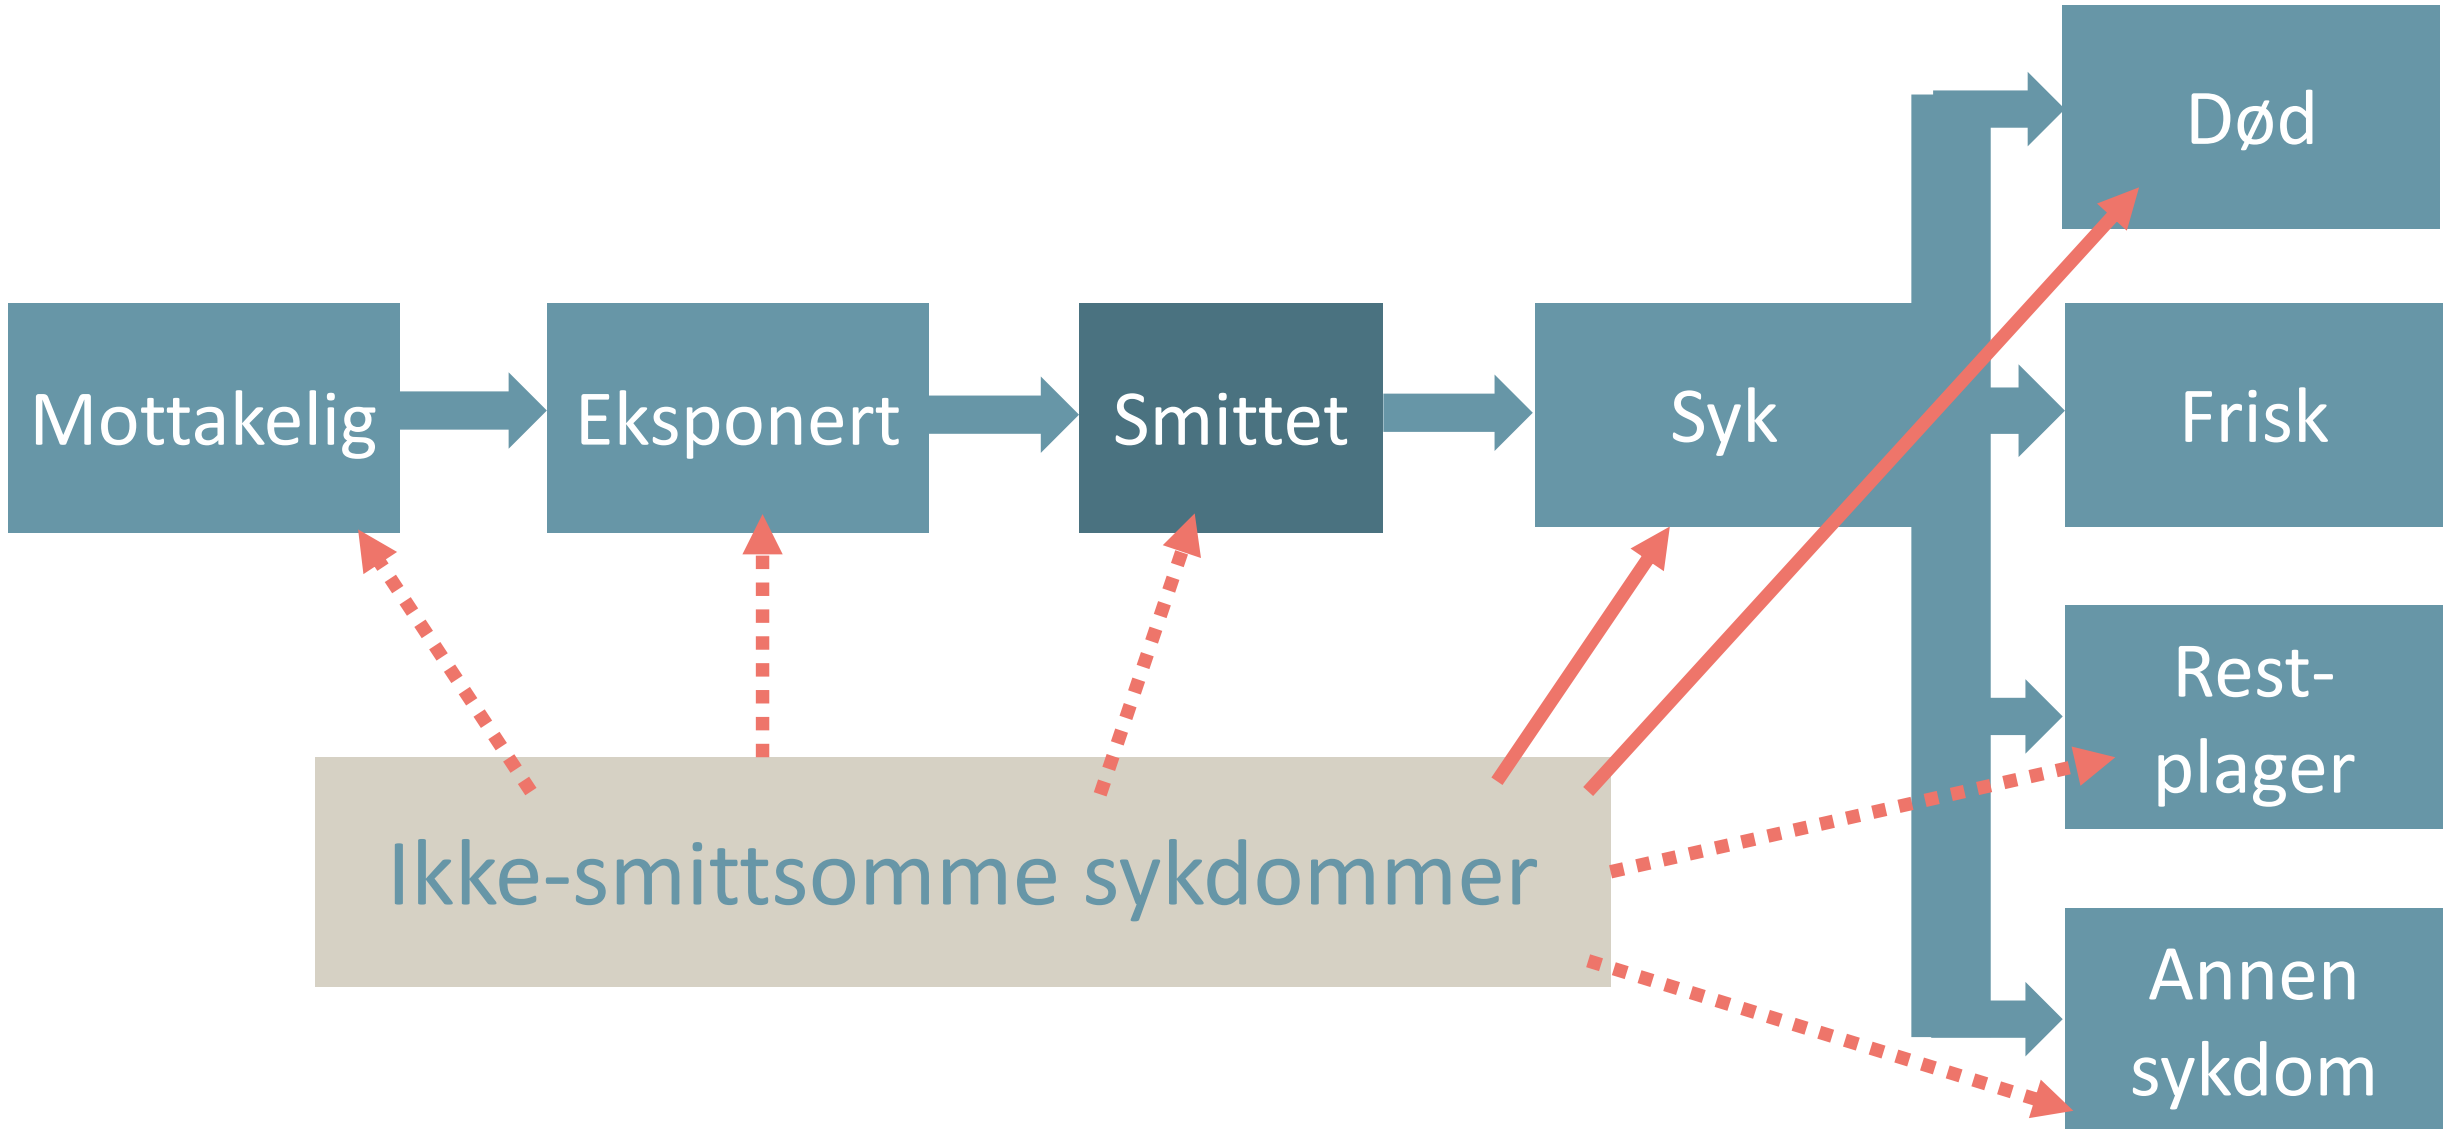 Død
Mottakelig
Eksponert
Smittet
Syk
Frisk
Rest-
plager
Ikke-smittsomme sykdommer
Annen
sykdom